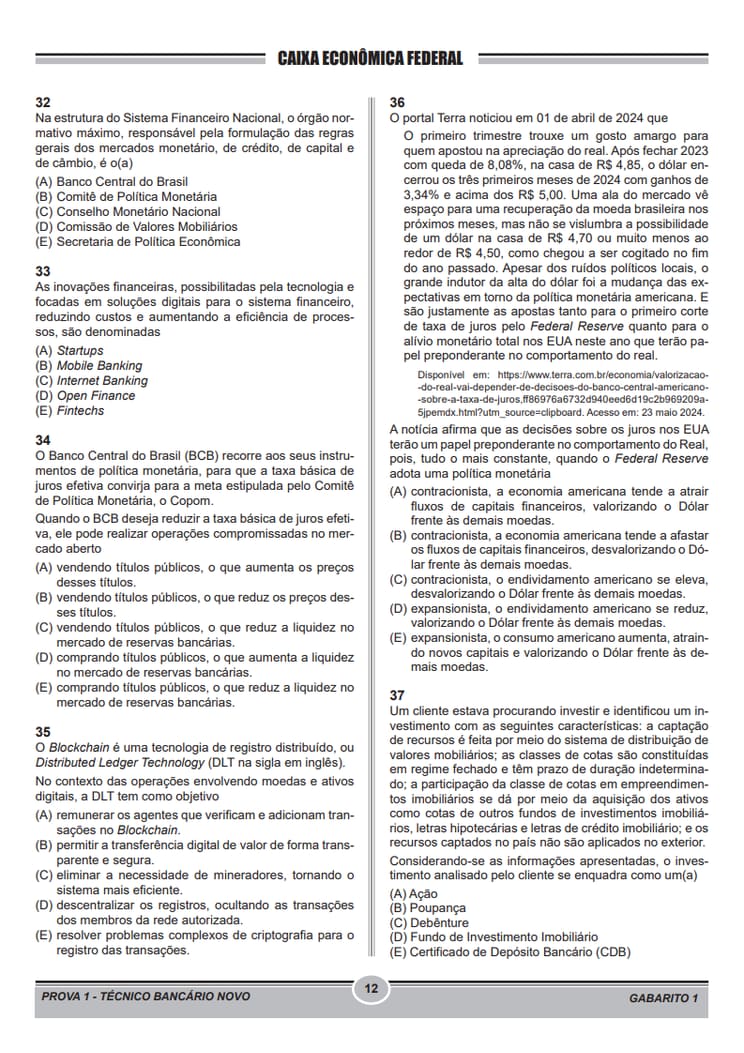 CAIXA ECONÔMICA FEDERAL
32
Na estrutura do Sistema Financeiro Nacional, o órgão nor-
mativo máximo, responsável pela formulação das regras
gerais dos mercados monetário, de crédito, de capital e
de câmbio, é o(a)
(A) Banco Central do Brasil
(B) Comitê de Política Monetária
(C) Conselho Monetário Nacional
(D) Comissão de Valores Mobiliários
(E) Secretaria de Política Econômica
33
As inovações financeiras, possibilitadas pela tecnologia e
focadas em soluções digitais para o sistema financeiro,
reduzindo custos e aumentando a eficiência de proces-
sos, são denominadas
(A) Startups
(B) Mobile Banking
(C) Internet Banking
(D) Open Finance
(E) Fintechs
34
O Banco Central do Brasil (BCB) recorre aos seus instru-
mentos de política monetária, para que a taxa básica de
juros efetiva convirja para a meta estipulada pelo Comitê
de Política Monetária, o Copom.
Quando o BCB deseja reduzir a taxa básica de juros efeti-
va, ele pode realizar operações compromissadas no mer-
cado aberto
(A) vendendo títulos públicos, o que aumenta os preços
desses títulos.
(B) vendendo títulos públicos, o que reduz os preços des-
ses títulos.
(C) vendendo títulos públicos, o que reduz a liquidez no
mercado de reservas bancárias.
(D) comprando títulos públicos, o que aumenta a liquidez
no mercado de reservas bancárias.
(E) comprando títulos públicos, o que reduz a liquidez no
mercado de reservas bancárias.
35
O Blockchain é uma tecnologia de registro distribuído, ou
Distributed Ledger Technology (DLT na sigla em inglês).
No contexto das operações envolvendo moedas e ativos
digitais, a DLT tem como objetivo
(A) remunerar os agentes que verificam e adicionam tran-
sações no Blockchain.
(B) permitir a transferência digital de valor de forma trans-
parente e segura.
(C) eliminar a necessidade de mineradores, tornando o
sistema mais eficiente.
(D) descentralizar os registros, ocultando as transações
dos membros da rede autorizada.
(E) resolver problemas complexos de criptografia para o
registro das transações.
36
O portal Terra noticiou em 01 de abril de 2024 que
O primeiro trimestre trouxe um gosto amargo para
quem apostou na apreciação do real. Após fechar 2023
com queda de 8,08%, na casa de R$ 4,85, o dólar en-
cerrou os três primeiros meses de 2024 com ganhos de
3,34% e acima dos R$ 5,00. Uma ala do mercado vê
espaço para uma recuperação da moeda brasileira nos
próximos meses, mas não se vislumbra a possibilidade
de um dólar na casa de R$ 4,70 ou muito menos ao
redor de R$ 4,50, como chegou a ser cogitado no fim
do ano passado. Apesar dos ruídos políticos locais, o
grande indutor da alta do dólar foi a mudança das ex-
pectativas em torno da política monetária americana. E
são justamente as apostas tanto para o primeiro corte
de taxa de juros pelo Federal Reserve quanto para o
alívio monetário total nos EUA neste ano que terão pa-
pel preponderante no comportamento do real.
Disponível em: https://www.terra.com.br/economia/valorizacao-
-do-real-vai-depender-de-decisoes-do-banco-central-americano-
-sobre-a-taxa-de-juros,ff86976a6732d940eed6d19c2b969209a-
5jpemdx.html?utm_source=clipboard. Acesso em: 23 maio 2024.
A notícia afirma que as decisões sobre os juros nos EUA
terão um papel preponderante no comportamento do Real,
pois, tudo o mais constante, quando o Federal Reserve
adota uma política monetária
(A) contracionista, a economia americana tende a atrair
fluxos de capitais financeiros, valorizando o Dólar
frente às demais moedas.
(B) contracionista, a economia americana tende a afastar
os fluxos de capitais financeiros, desvalorizando o Dó-
lar frente às demais moedas.
(C) contracionista, o endividamento americano se eleva,
desvalorizando o Dólar frente às demais moedas.
(D) expansionista, o endividamento americano se reduz,
valorizando o Dólar frente às demais moedas.
(E) expansionista, o consumo americano aumenta, atrain-
do novos capitais e valorizando o Dólar frente às de-
mais moedas.
37
Um cliente estava procurando investir e identificou um in-
vestimento com as seguintes características: a captação
de recursos é feita por meio do sistema de distribuição de
valores mobiliários; as classes de cotas são constituídas
em regime fechado e têm prazo de duração indetermina-
do; a participação da classe de cotas em empreendimen-
tos imobiliários se dá por meio da aquisição dos ativos
como cotas de outros fundos de investimentos imobiliá-
rios, letras hipotecárias e letras de crédito imobiliário; e os
recursos captados no país não são aplicados no exterior.
Considerando-se as informações apresentadas, o inves-
timento analisado pelo cliente se enquadra como um(a)
(A) Ação
(B) Poupança
(C) Debênture
(D) Fundo de Investimento Imobiliário
(E) Certificado de Depósito Bancário (CDB)
PROVA 1 - TÉCNICO BANCÁRIO NOVO
12
GABARITO 1